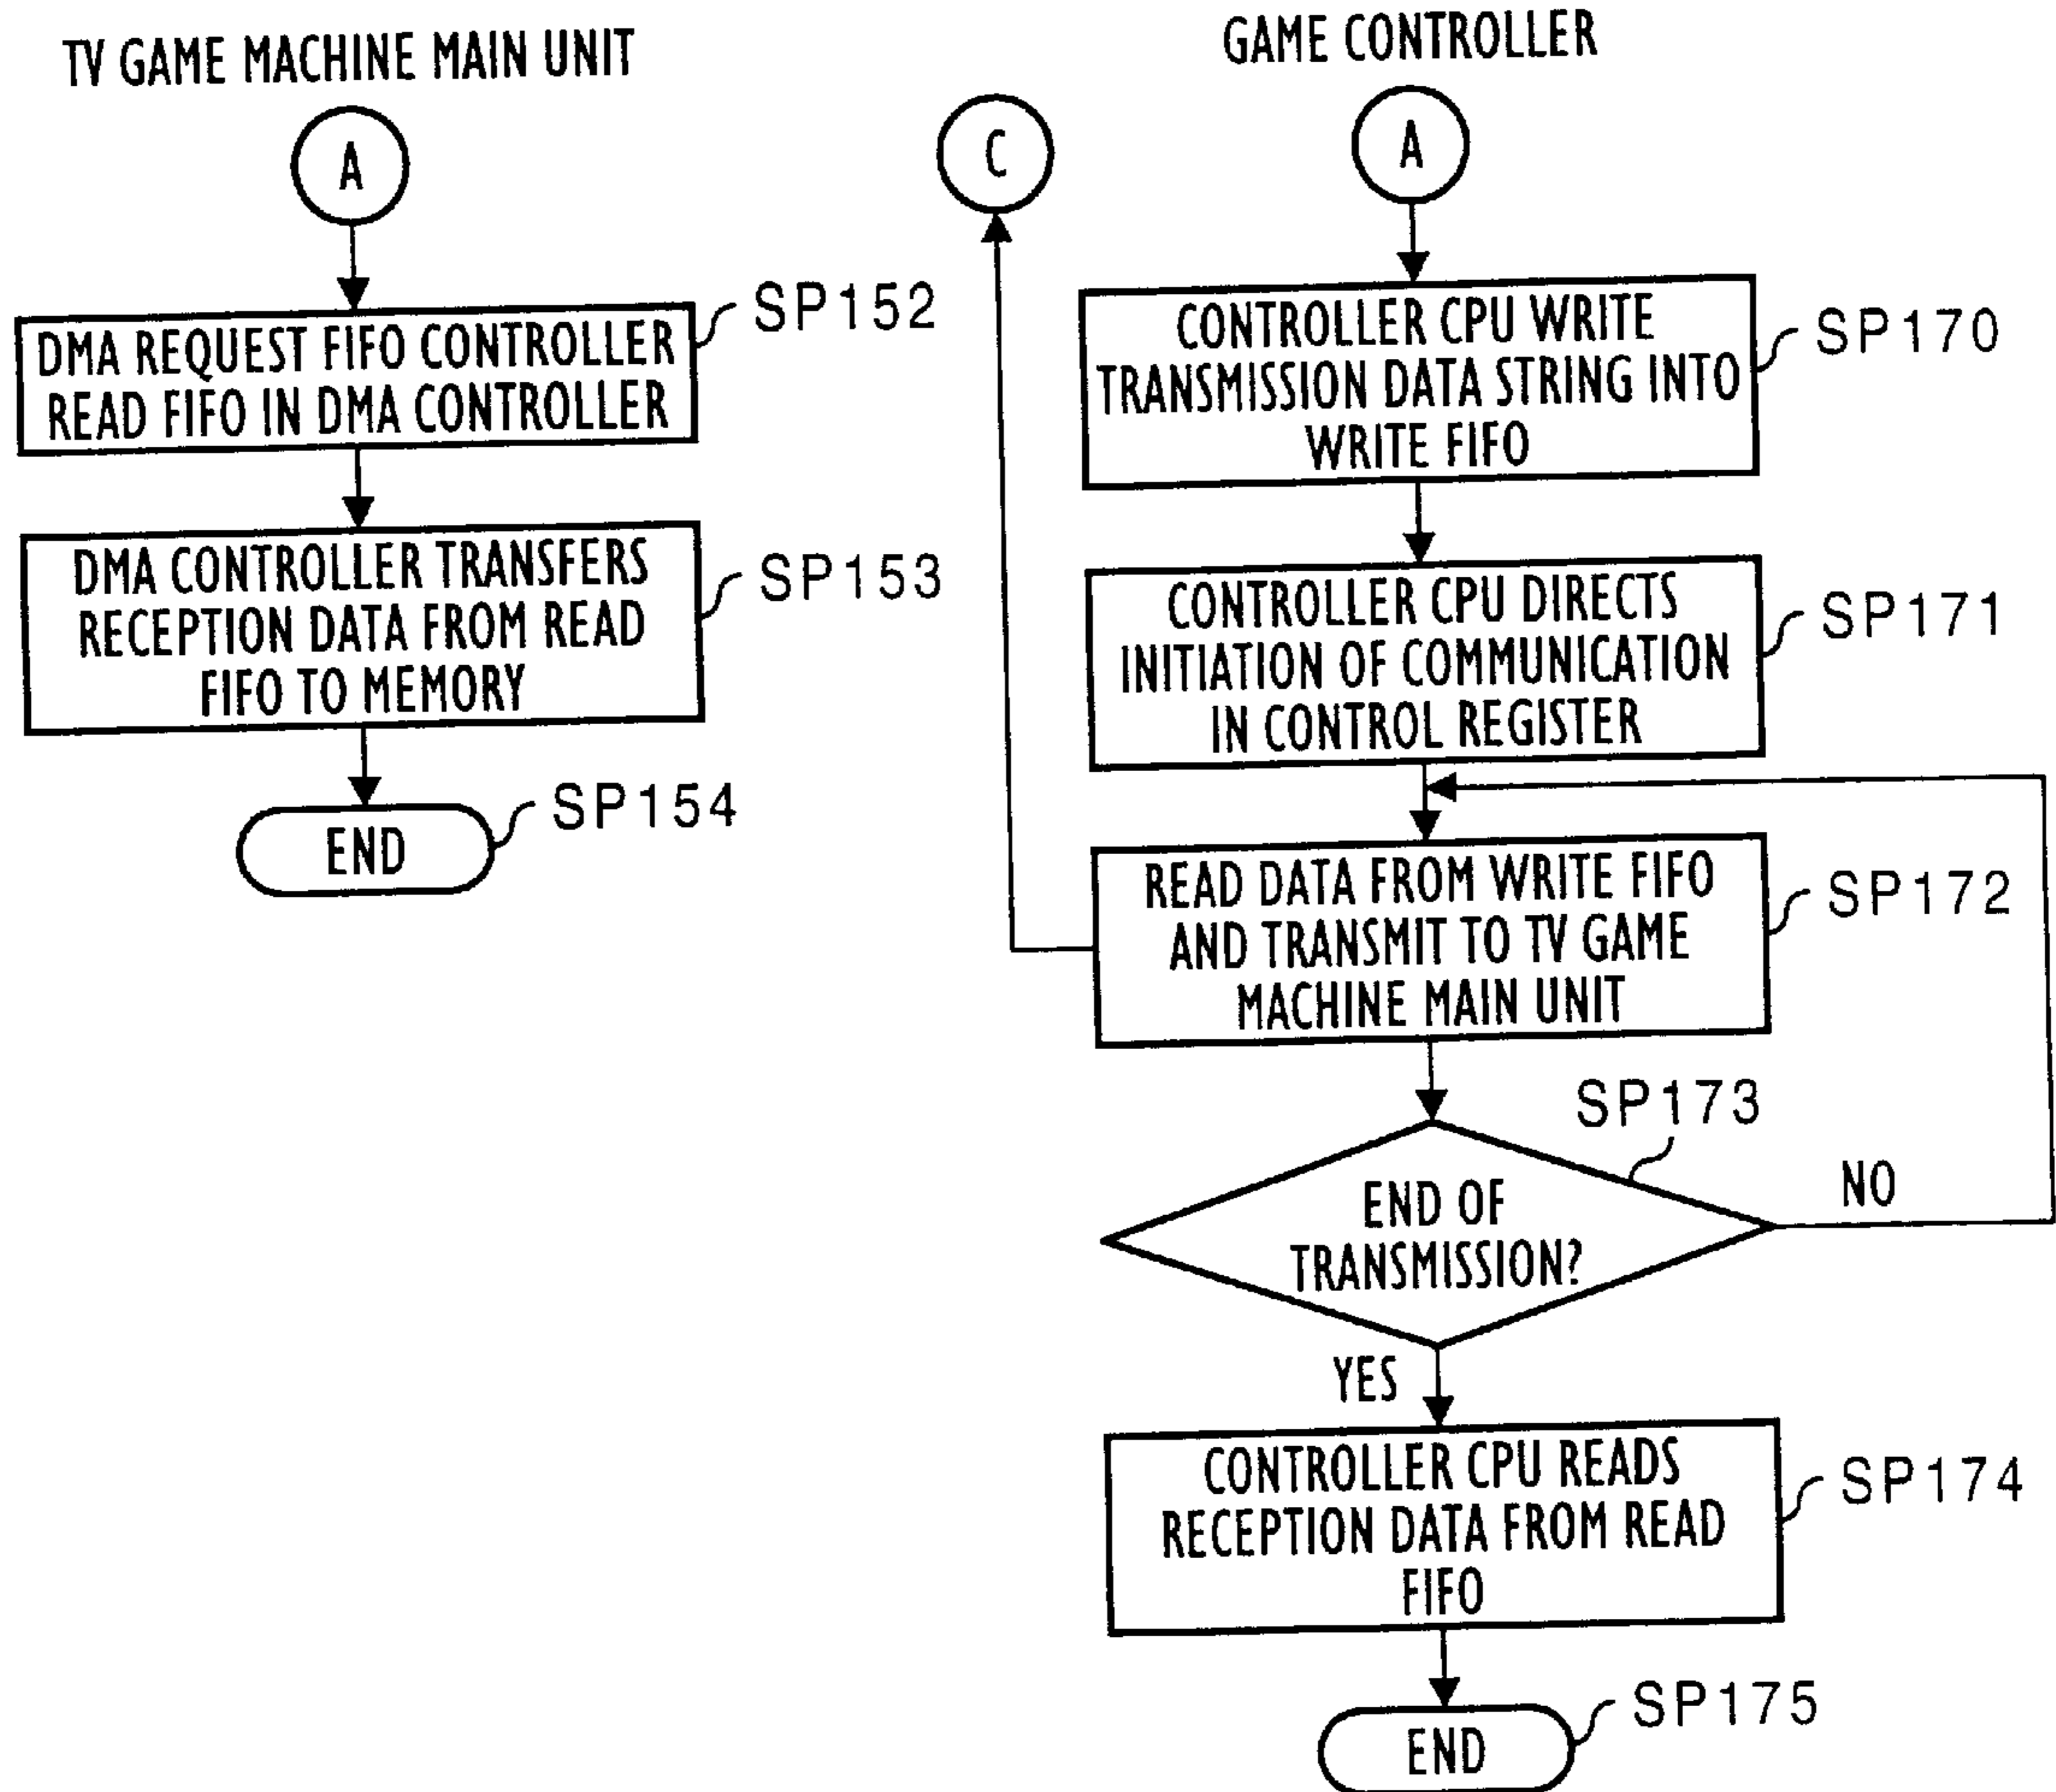 TV GAME MACHINE MAIN UNIT
A
DMA REQUEST FIFO CONTROLLER
READ FIFO IN DMA CONTROLLER
SP152
DMA CONTROLLER TRANSFERS
RECEPTION DATA FROM READ
FIFO TO MEMORY
SP153
END
SP154
C
GAME CONTROLLER
A
CONTROLLER CPU WRITE
TRANSMISSION DATA STRING INTO
WRITE FIFO
SP170
CONTROLLER CPU DIRECTS
INITIATION OF COMMUNICATION
IN CONTROL REGISTER
SP171
READ DATA FROM WRITE FIFO
AND TRANSMIT TO TV GAME
MACHINE MAIN UNIT
SP172
SP173
END OF
TRANSMISSION?
NO
YES
CONTROLLER CPU READS
RECEPTION DATA FROM READ
FIFO
SP174
END
SP175